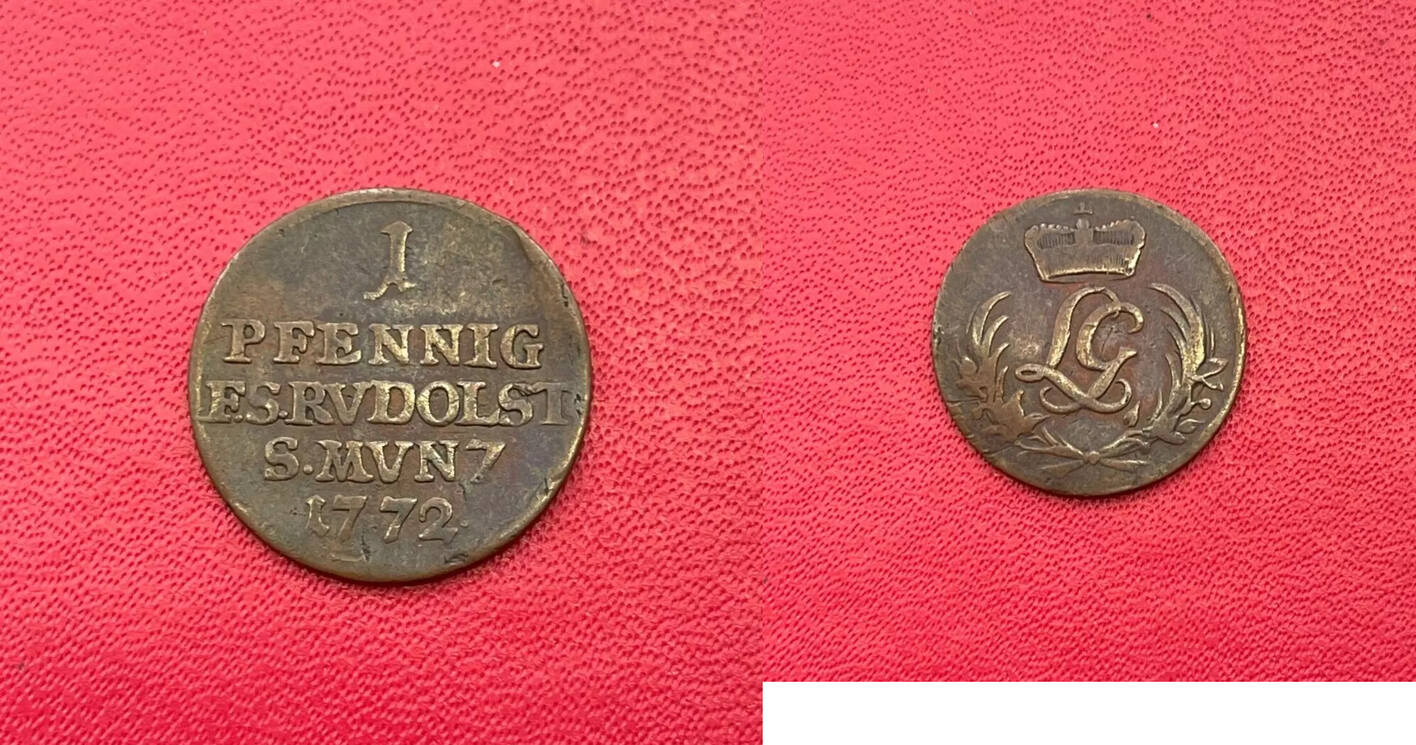 1
PFENNIG
F.S.RVDOLST
S.MVNZ
1772.
LG